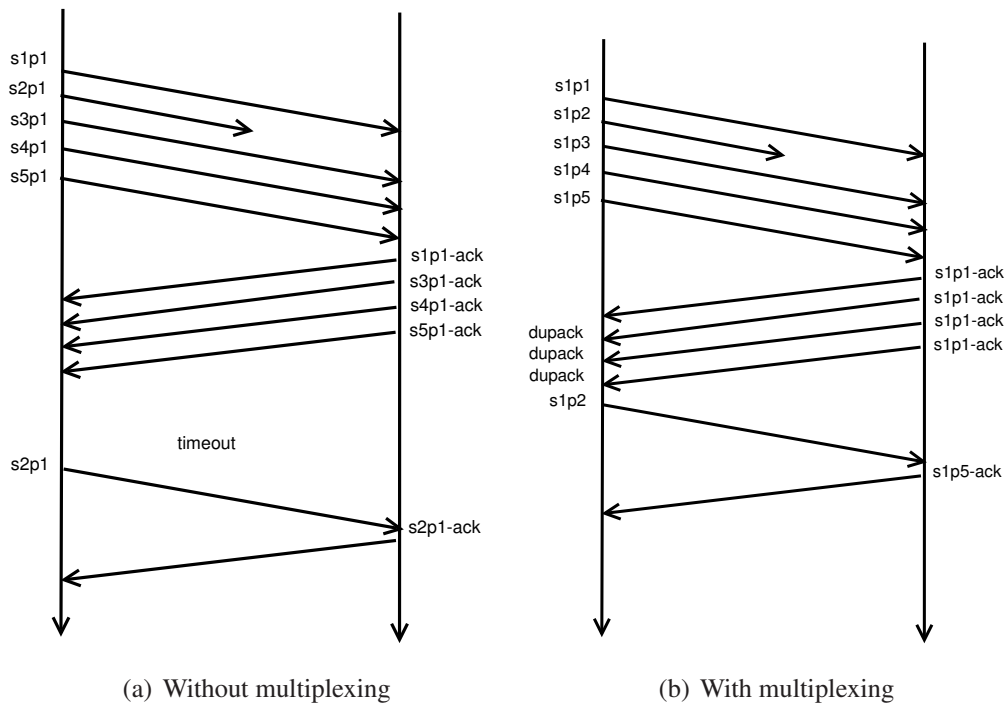 s1p1
s2p1
s3p1
s4p1
s5p1
s1p1-ack
s3p1-ack
s4p1-ack
s5p1-ack
timeout
s2p1
s2p1-ack
(a) Without multiplexing
s1p1
s1p2
s1p3
s1p4
s1p5
s1p1-ack
s1p1-ack
s1p1-ack
s1p1-ack
dupack
dupack
dupack
s1p2
s1p5-ack
(b) With multiplexing